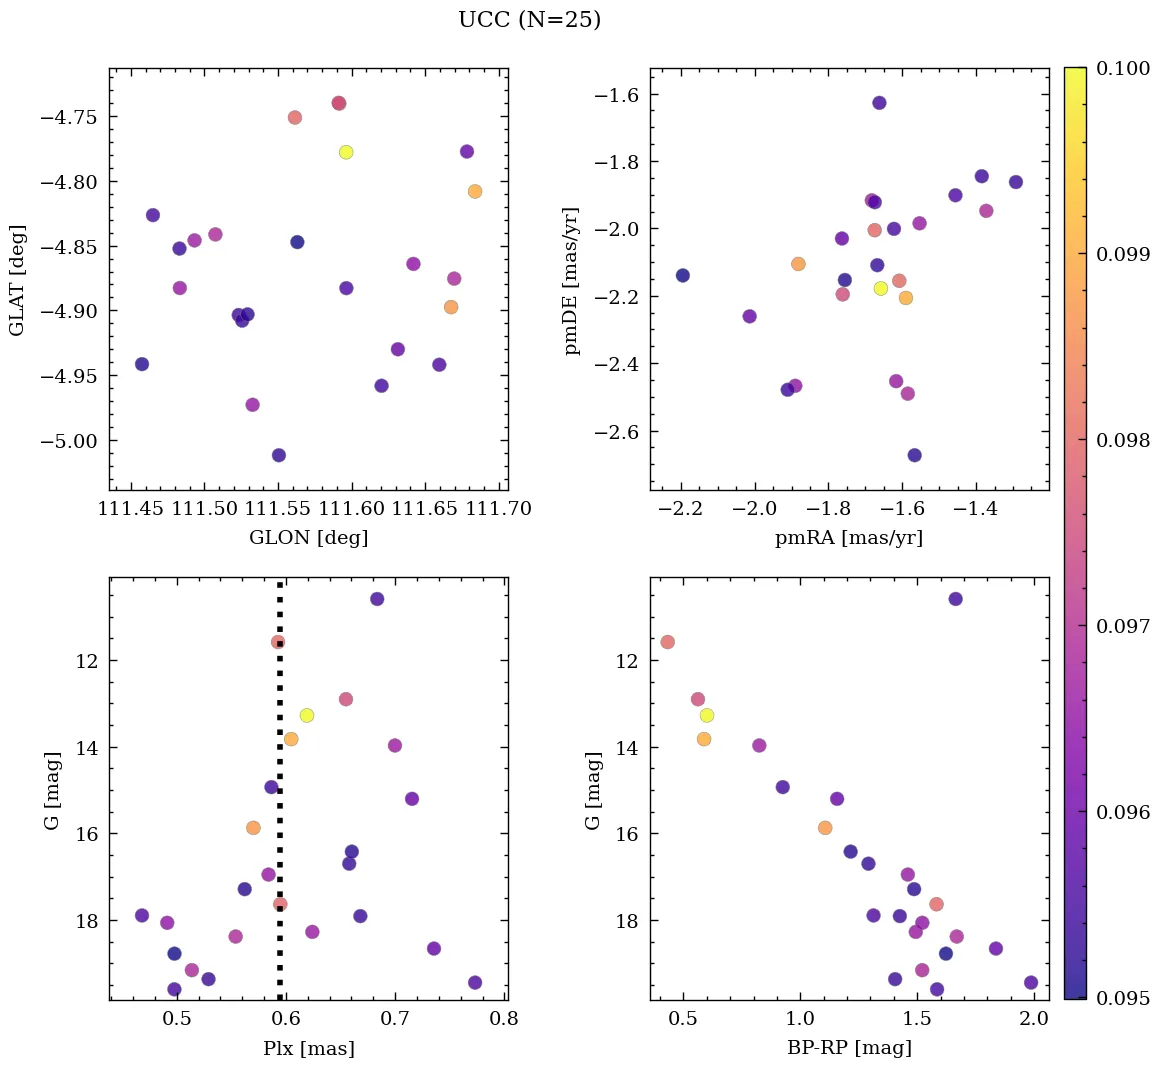 UCC (N=25)
−4.75
−4.80
−4.85
−4.90
−4.95
−5.00
GLAT [deg]
111.45 111.50 111.55 111.60 111.65 111.70
GLON [deg]
−1.6
−1.8
−2.0
−2.2
−2.4
−2.6
pmDE [mas/yr]
−2.2 −2.0 −1.8 −1.6 −1.4
pmRA [mas/yr]
12
14
16
18
G [mag]
0.5 0.6 0.7 0.8
Plx [mas]
12
14
16
18
G [mag]
0.5 1.0 1.5 2.0
BP-RP [mag]
0.100
0.099
0.098
0.097
0.096
0.095